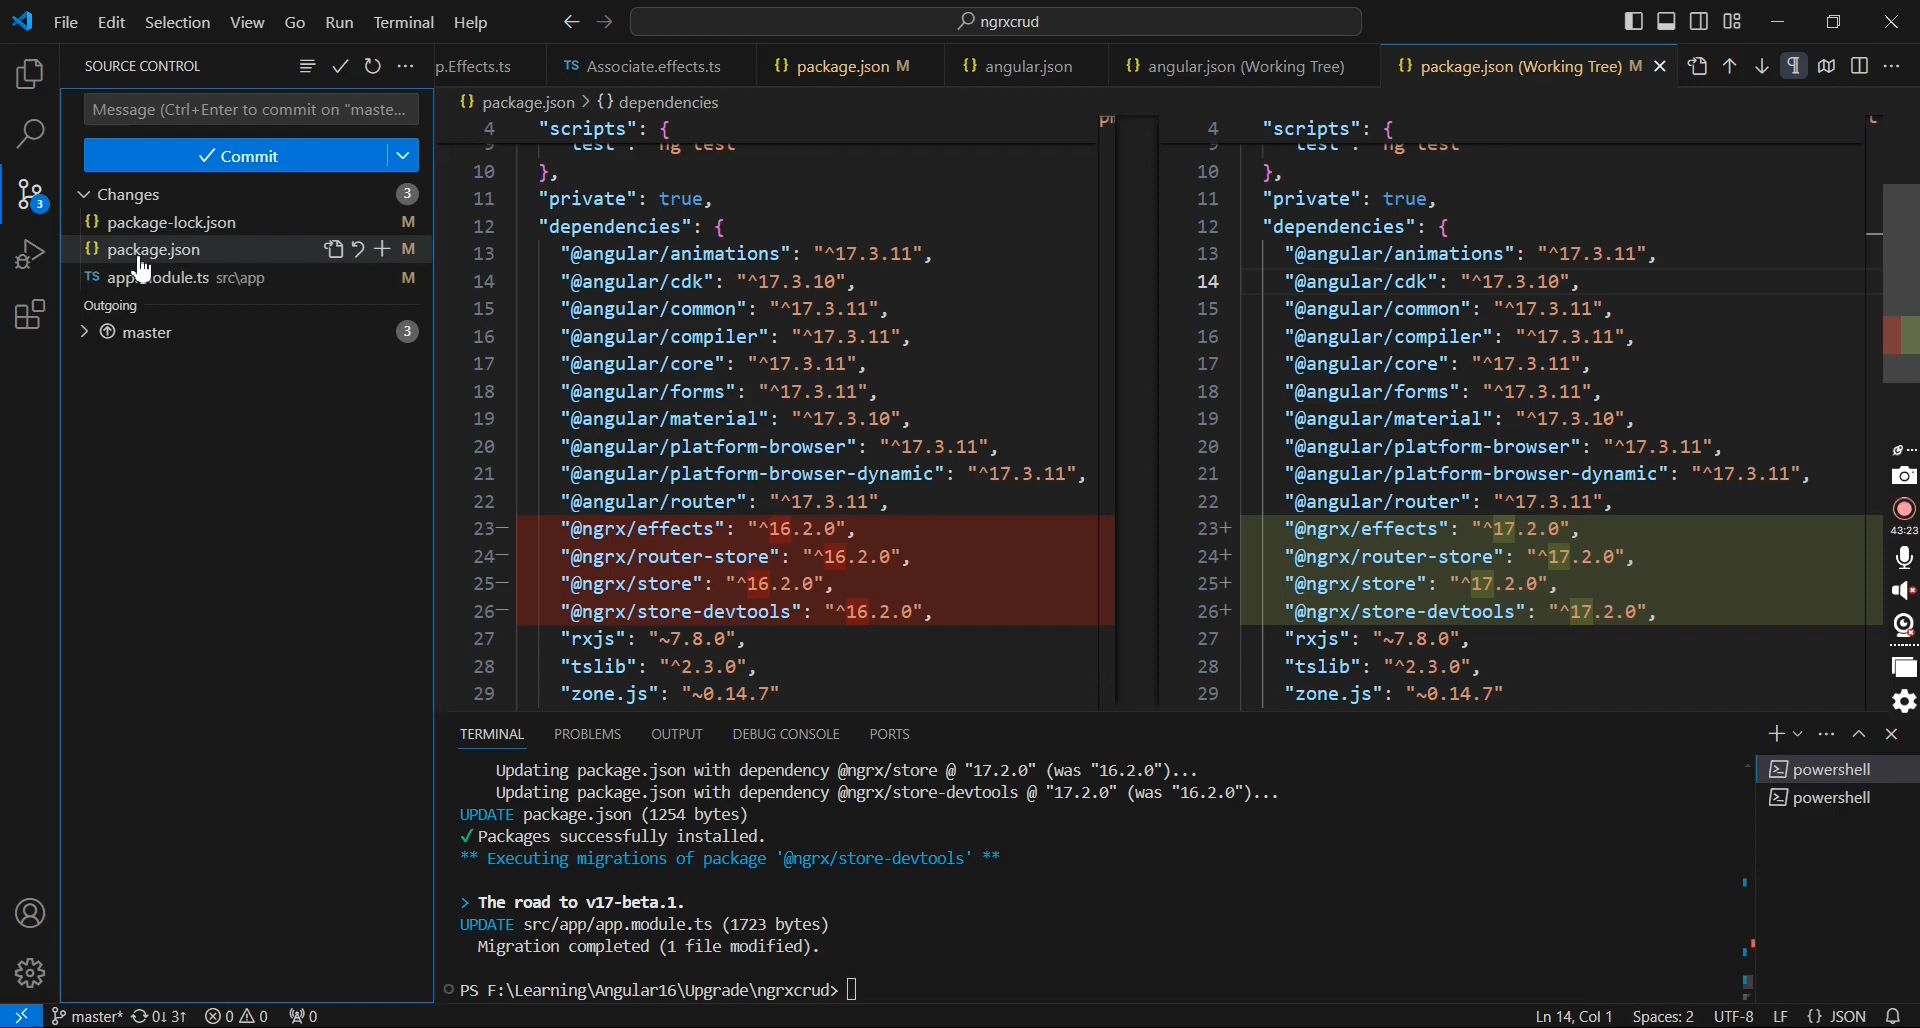 File Edit Selection View Go Run Terminal Help
ngrxcrud
SOURCE CONTROL
p.Effects.ts
TS Associate.effects.ts
{} package.json M
{} angular.json
{} angular.json (Working Tree)
{} package.json (Working Tree) M
Message (Ctrl+Enter to commit on "maste...
Commit
Changes 3
{} package-lock.json M
{} package.json M
src\app M
Outgoing
master 3
3
{} package.json > {} dependencies
4 "scripts": {
10 },
11 "private": true,
12 "dependencies": {
13 "@angular/animations": "^17.3.11",
14 "@angular/cdk": "^17.3.10",
15 "@angular/common": "^17.3.11",
16 "@angular/compiler": "^17.3.11",
17 "@angular/core": "^17.3.11",
18 "@angular/forms": "^17.3.11",
19 "@angular/material": "^17.3.10",
20 "@angular/platform-browser": "^17.3.11",
21 "@angular/platform-browser-dynamic": "^17.3.11",
22 "@angular/router": "^17.3.11",
23− "@ngrx/effects": "^16.2.0",
24− "@ngrx/router-store": "^16.2.0",
25− "@ngrx/store": "^16.2.0",
26− "@ngrx/store-devtools": "^16.2.0",
27 "rxjs": "~7.8.0",
28 "tslib": "^2.3.0",
29 "zone.js": "~0.14.7"
4 "scripts": {
10 },
11 "private": true,
12 "dependencies": {
13 "@angular/animations": "^17.3.11",
14 "@angular/cdk": "^17.3.10",
15 "@angular/common": "^17.3.11",
16 "@angular/compiler": "^17.3.11",
17 "@angular/core": "^17.3.11",
18 "@angular/forms": "^17.3.11",
19 "@angular/material": "^17.3.10",
20 "@angular/platform-browser": "^17.3.11",
21 "@angular/platform-browser-dynamic": "^17.3.11",
22 "@angular/router": "^17.3.11",
23+ "@ngrx/effects": "^17.2.0",
24+ "@ngrx/router-store": "^17.2.0",
25+ "@ngrx/store": "^17.2.0",
26+ "@ngrx/store-devtools": "^17.2.0",
27 "rxjs": "~7.8.0",
28 "tslib": "^2.3.0",
29 "zone.js": "~0.14.7"
43:23
TERMINAL PROBLEMS OUTPUT DEBUG CONSOLE PORTS
Updating package.json with dependency @ngrx/store @ "17.2.0" (was "16.2.0")...
Updating package.json with dependency @ngrx/store-devtools @ "17.2.0" (was "16.2.0")...
UPDATE package.json (1254 bytes)
✓ Packages successfully installed.
** Executing migrations of package '@ngrx/store-devtools' **
> The road to v17-beta.1.
UPDATE src/app/app.module.ts (1723 bytes)
Migration completed (1 file modified).
PS F:\Learning\Angular16\Upgrade\ngrxcrud>
powershell
powershell
master* 0↓ 3↑ 0 0 0
Ln 14, Col 1 Spaces: 2 UTF-8 LF {} JSON